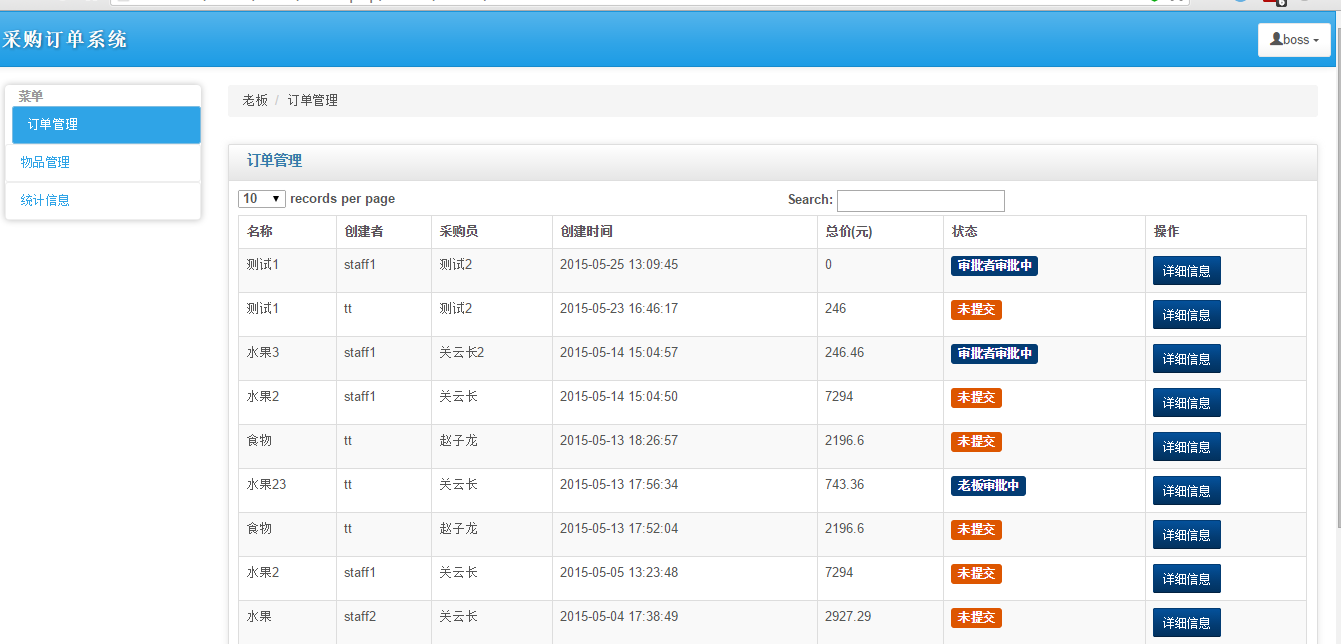 采购订单系统
boss
菜单
订单管理
物品管理
统计信息
老板 / 订单管理
订单管理
10 records per page Search:
名称 创建者 采购员 创建时间 总价(元) 状态 操作
测试1 staff1 测试2 2015-05-25 13:09:45 0 审批者审批中 详细信息
测试1 tt 测试2 2015-05-23 16:46:17 246 未提交 详细信息
水果3 staff1 关云长2 2015-05-14 15:04:57 246.46 审批者审批中 详细信息
水果2 staff1 关云长 2015-05-14 15:04:50 7294 未提交 详细信息
食物 tt 赵子龙 2015-05-13 18:26:57 2196.6 未提交 详细信息
水果23 tt 关云长 2015-05-13 17:56:34 743.36 老板审批中 详细信息
食物 tt 赵子龙 2015-05-13 17:52:04 2196.6 未提交 详细信息
水果2 staff1 关云长 2015-05-05 13:23:48 7294 未提交 详细信息
水果 staff2 关云长 2015-05-04 17:38:49 2927.29 未提交 详细信息